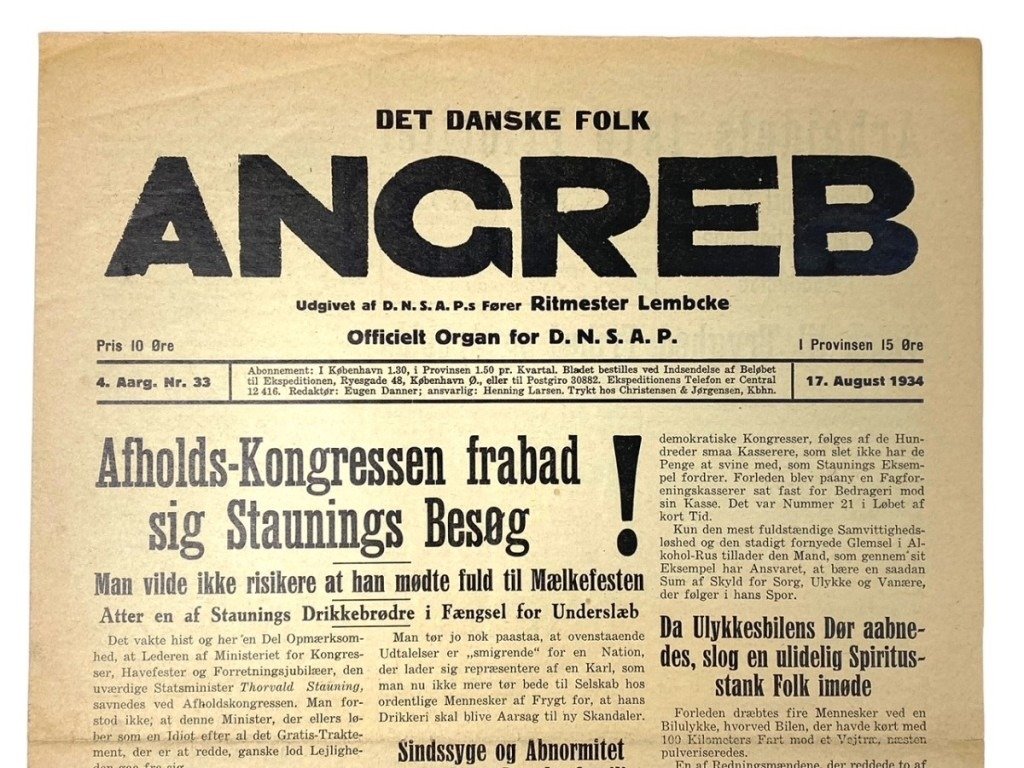 DET DANSKE FOLK
ANGREB
Udgivet af D.N.S.A.P.s Fører Ritmester Lembcke
Officielt Organ for D.N.S.A.P.
Pris 10 Øre
I Provinsen 15 Øre
4. Aarg. Nr. 33
Abonnement: I København 1.30, i Provinsen 1.50 pr. Kvartal. Bladet bestilles ved Indsendelse af Beløbet
til Ekspeditionen, Ryesgade 48, København Ø., eller til Postgiro 30882. Ekspeditionens Telefon er Central
12 416. Redaktør: Eugen Danner; ansvarlig: Henning Larsen. Trykt hos Christensen & Jørgensen, Kbhn.
17. August 1934
Afholds-Kongressen frabad
sig Staunings Besøg
!
Man vilde ikke risikere at han mødte fuld til Mælkefesten
Atter en af Staunings Drikkebrødre i Fængsel for Underslæb
Det vakte hist og her en Del Opmærksom-
hed, at Lederen af Ministeriet for Kongres-
ser, Havefester og Forretningsjubilæer, den
uværdige Statsminister Thorvald Stauning,
savnedes ved Afholdskongressen. Man for-
stod ikke, at denne Minister, der ellers lø-
ber som en Idiot efter al det Gratis-Trakte-
ment, der er at redde, ganske lod Lejlighe-
den gaa fra sig.
Man tør jo nok paastaa, at ovenstaaende
Udtalelser er „smigrende“ for en Nation,
der lader sig repræsentere af en Karl, som
man nu ikke mere tør bede til Selskab hos
ordentlige Mennesker af Frygt for, at hans
Drikkeri skal blive Aarsag til ny Skandaler.
Sindssyge og Abnormitet
demokratiske Kongresser, følges af de Hun-
dreder smaa Kasserere, som slet ikke har de
Penge at svine med, som Staunings Eksem-
pel fordrer. Forleden blev paany en Fagfor-
eningskasserer sat fast for Bedrageri mod
sin Kasse. Det var Nummer 21 i Løbet af
kort Tid.
Kun den mest fuldstændige Samvittigheds-
løshed og den stadigt fornyede Glemsel i Al-
kohol-Rus tillader den Mand, som gennem sit
Eksempel har Ansvaret, at bære en saadan
Sum af Skyld for Sorg, Ulykke og Vanære,
der følger i hans Spor.
Da Ulykkesbilens Dør aabne-
des, slog en ulidelig Spiritus-
stank Folk imøde
Forleden dræbtes fire Mennesker ved en
Bilulykke, hvorved Bilen, der havde kørt med
100 Kilometers Fart mod et Vejtræ, næsten
pulveriseredes.
En af Redningsmændene, der reddede to af